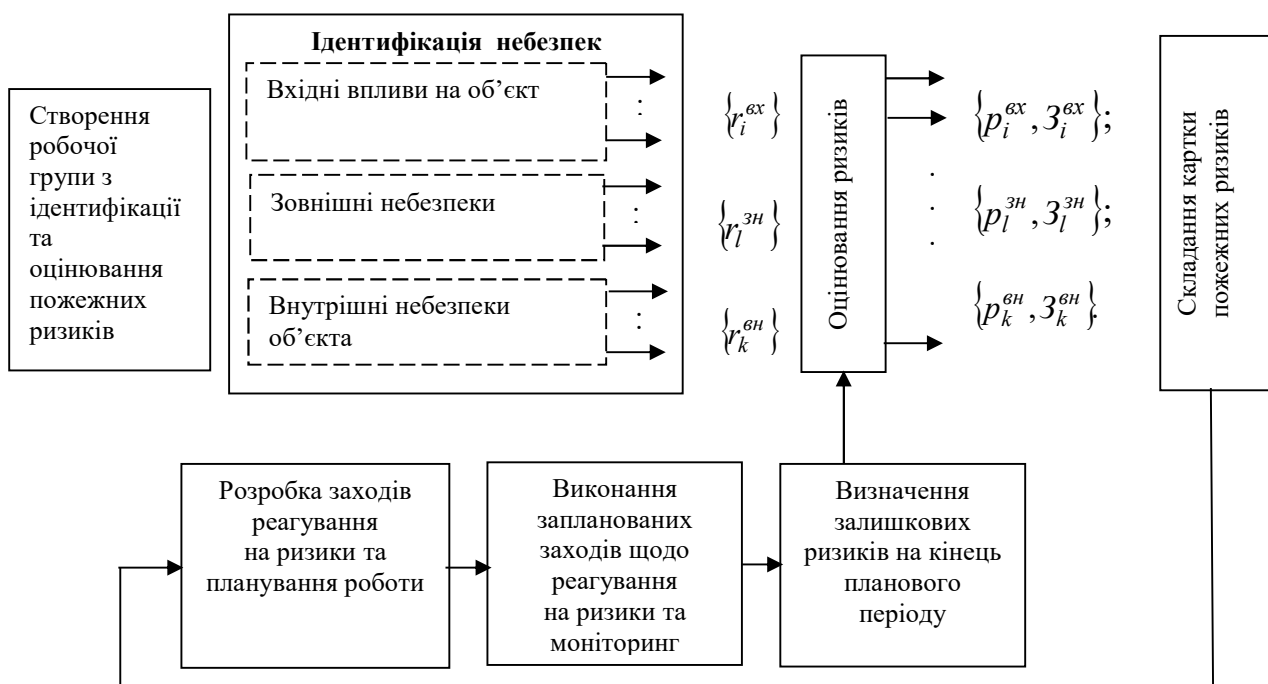 Створення
робочої
групи з
ідентифікації
та
оцінювання
пожежних
ризиків
Ідентифікація небезпек
Вхідні впливи на об’єкт
Зовнішні небезпеки
Внутрішні небезпеки
об’єкта
{r_i^{вх}}
{r_l^{зн}}
{r_k^{вн}}
Оцінювання ризиків
{p_i^{вх}, З_i^{вх}};
{p_l^{зн}, З_l^{зн}};
{p_k^{вн}, З_k^{вн}}.
Складання картки
пожежних ризиків
Розробка заходів
реагування
на ризики та
планування роботи
Виконання
запланованих
заходів щодо
реагування
на ризики та
моніторинг
Визначення
залишкових
ризиків на кінець
планового
періоду